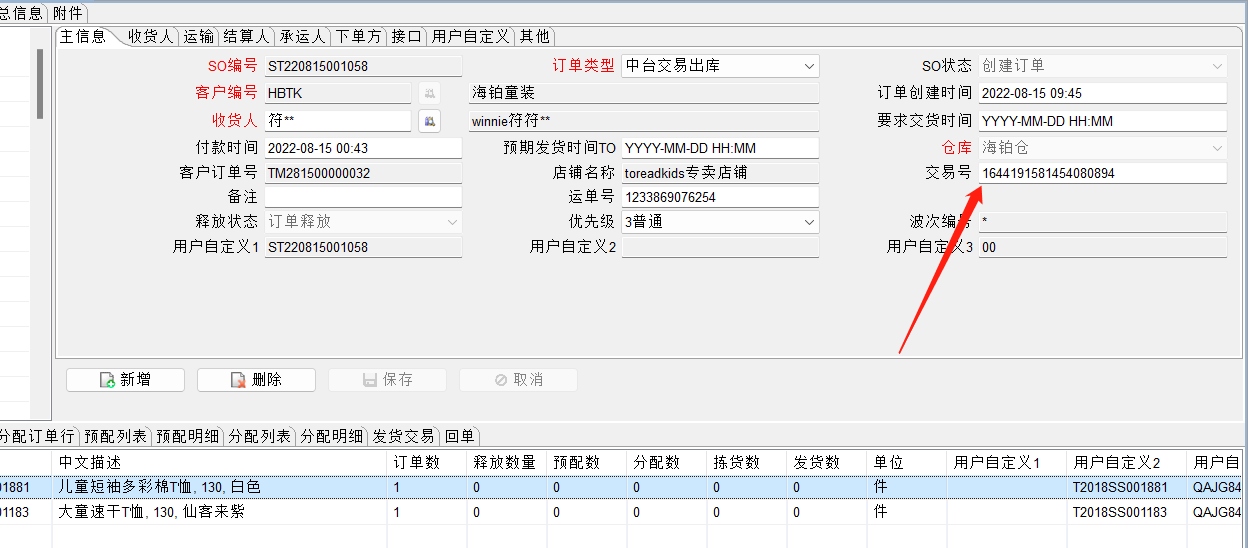 总信息 附件
主信息 收货人 运输 结算人 承运人 下单方 接口 用户自定义 其他
SO编号 ST220815001058 订单类型 中台交易出库 SO状态 创建订单
客户编号 HBTK 海铂童装 订单创建时间 2022-08-15 09:45
收货人 符** winnie符符** 要求交货时间 YYYY-MM-DD HH:MM
付款时间 2022-08-15 00:43 预期发货时间TO YYYY-MM-DD HH:MM 仓库 海铂仓
客户订单号 TM281500000032 店铺名称 toreadkids专卖店铺 交易号 1644191581454080894
备注 运单号 1233869076254
释放状态 订单释放 优先级 3普通 波次编号 *
用户自定义1 ST220815001058 用户自定义2 用户自定义3 00
新增 删除 保存 取消
分配订单行 预配列表 预配明细 分配列表 分配明细 发货交易 回单
中文描述 订单数 释放数量 预配数 分配数 拣货数 发货数 单位 用户自定义1 用户自定义2 用户自
01881 儿童短袖多彩棉T恤, 130, 白色 1 0 0 0 0 0 件 T2018SS001881 QAJG84
01183 大童速干T恤, 130, 仙客来紫 1 0 0 0 0 0 件 T2018SS001183 QAJG84